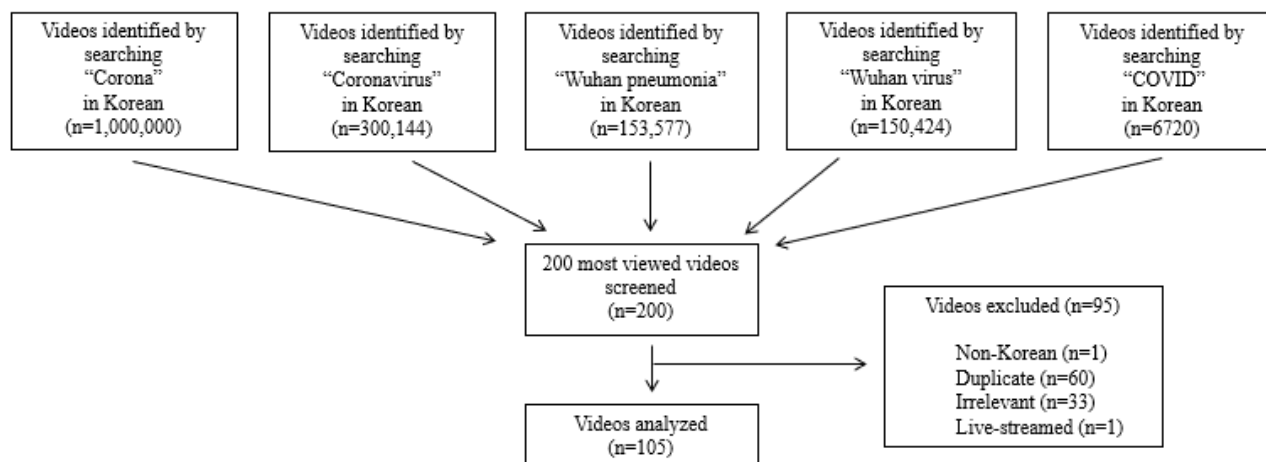 Videos identified by
searching
“Corona”
in Korean
(n=1,000,000)
Videos identified by
searching
“Coronavirus”
in Korean
(n=300,144)
Videos identified by
searching
“Wuhan pneumonia”
in Korean
(n=153,577)
Videos identified by
searching
“Wuhan virus”
in Korean
(n=150,424)
Videos identified by
searching
“COVID”
in Korean
(n=6720)
200 most viewed videos
screened
(n=200)
Videos excluded (n=95)
Non-Korean (n=1)
Duplicate (n=60)
Irrelevant (n=33)
Live-streamed (n=1)
Videos analyzed
(n=105)